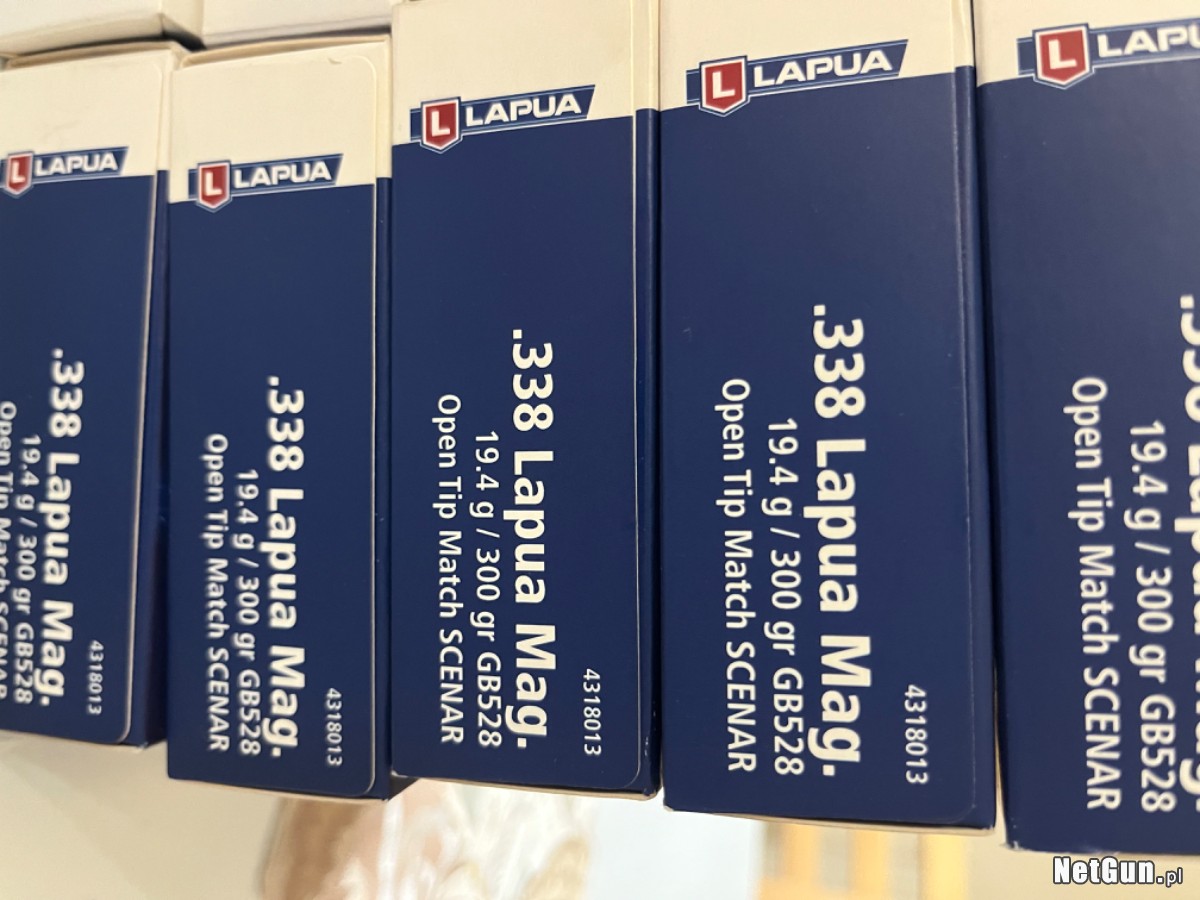 LAPUA
.338 Lapua Mag.
19.4 g / 300 gr GB528
Open Tip Match SCENAR
4318013
LAPUA
.338 Lapua Mag.
19.4 g / 300 gr GB528
Open Tip Match SCENAR
4318013
LAPUA
.338 Lapua Mag.
19.4 g / 300 gr GB528
Open Tip Match SCENAR
4318013
LAPUA
.338 Lapua Mag.
19.4 g / 300 gr GB528
Open Tip Match SCENAR
4318013
LAPU
.338 Lapua
19.4 g / 300 gr GB528
Open Tip Match SCENAR
NetGun.pl